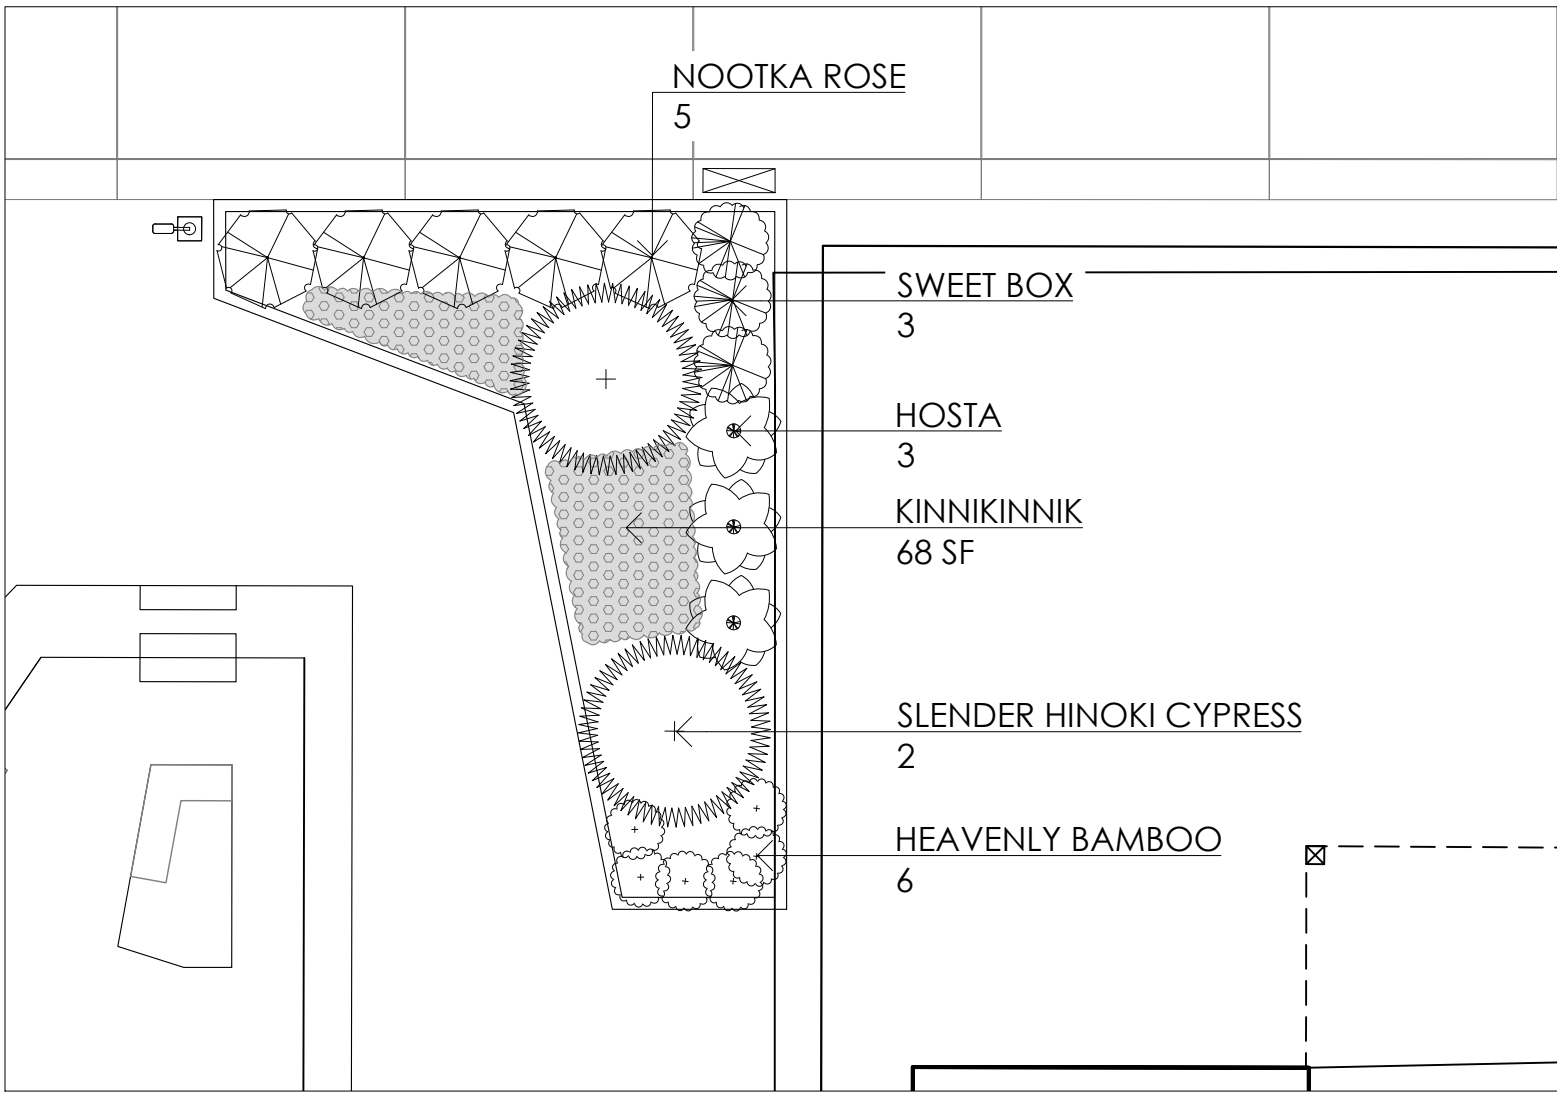 NOOTKA ROSE
5
SWEET BOX
3
HOSTA
3
KINNIKINNIK
68 SF
SLENDER HINOKI CYPRESS
2
HEAVENLY BAMBOO
6